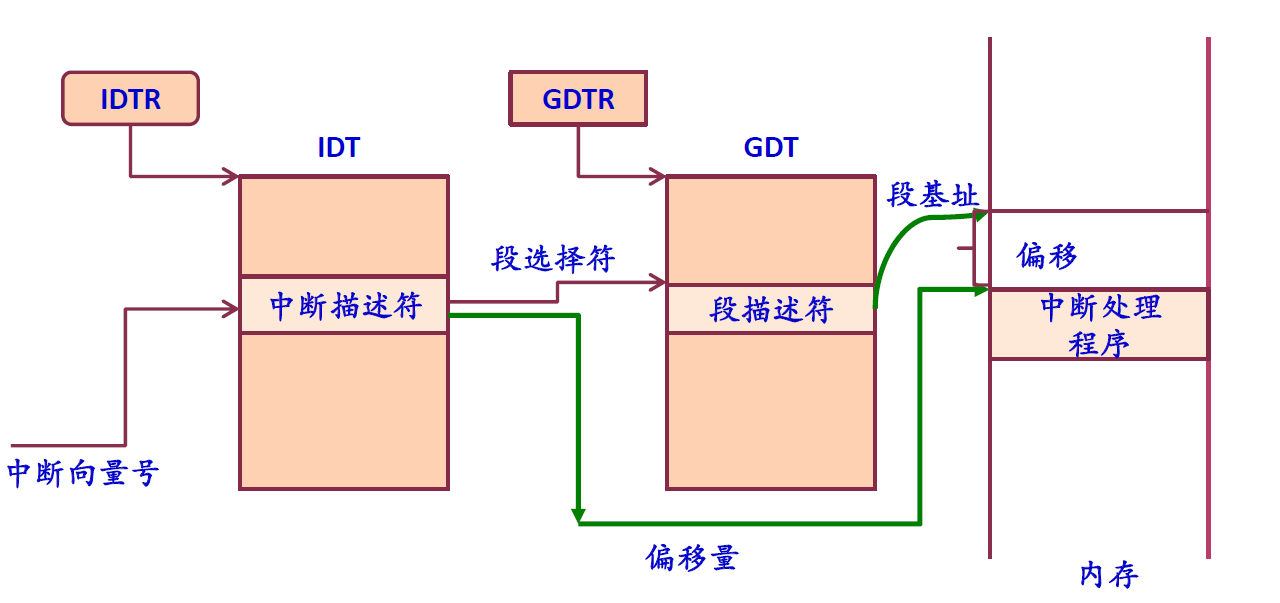 IDTR
GDTR
IDT
GDT
段基址
段选择符
偏移
中断描述符
段描述符
中断处理
程序
中断向量号
偏移量
内存